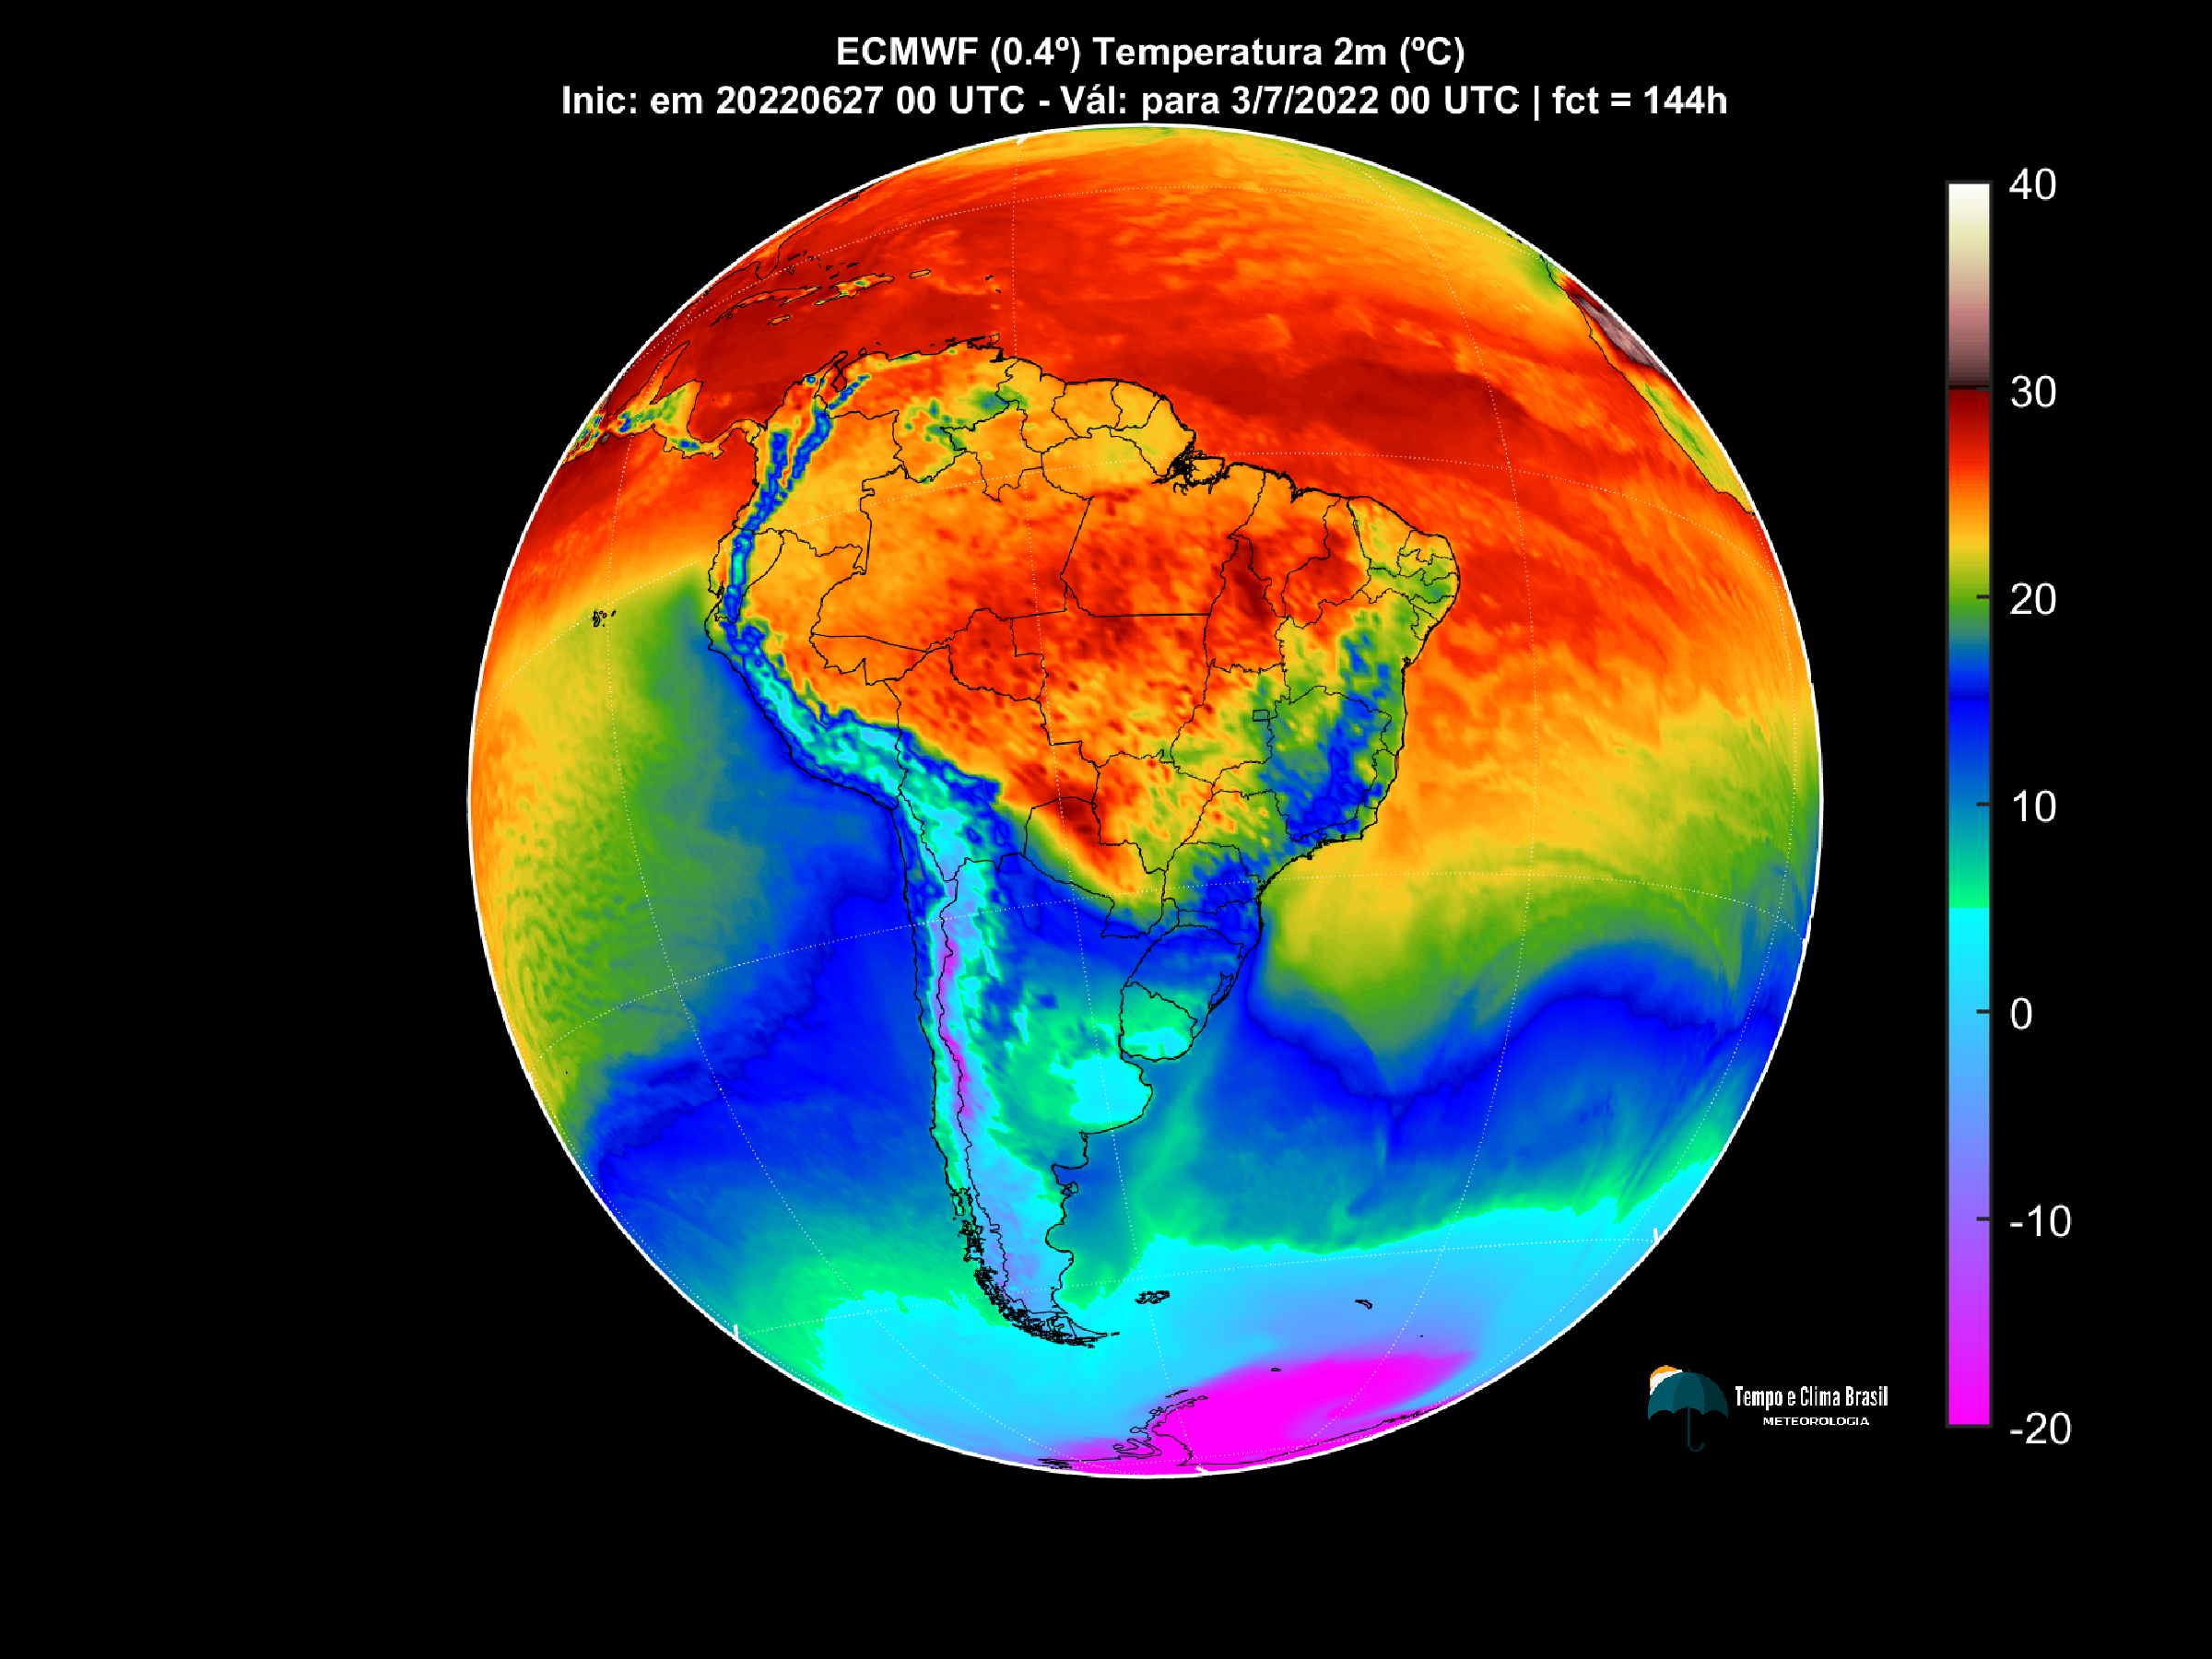 ECMWF (0.4º) Temperatura 2m (ºC)
Inic: em 20220627 00 UTC - Vál: para 3/7/2022 00 UTC | fct = 144h
40
30
20
10
0
-10
-20
Tempo e Clima Brasil
METEOROLOGIA